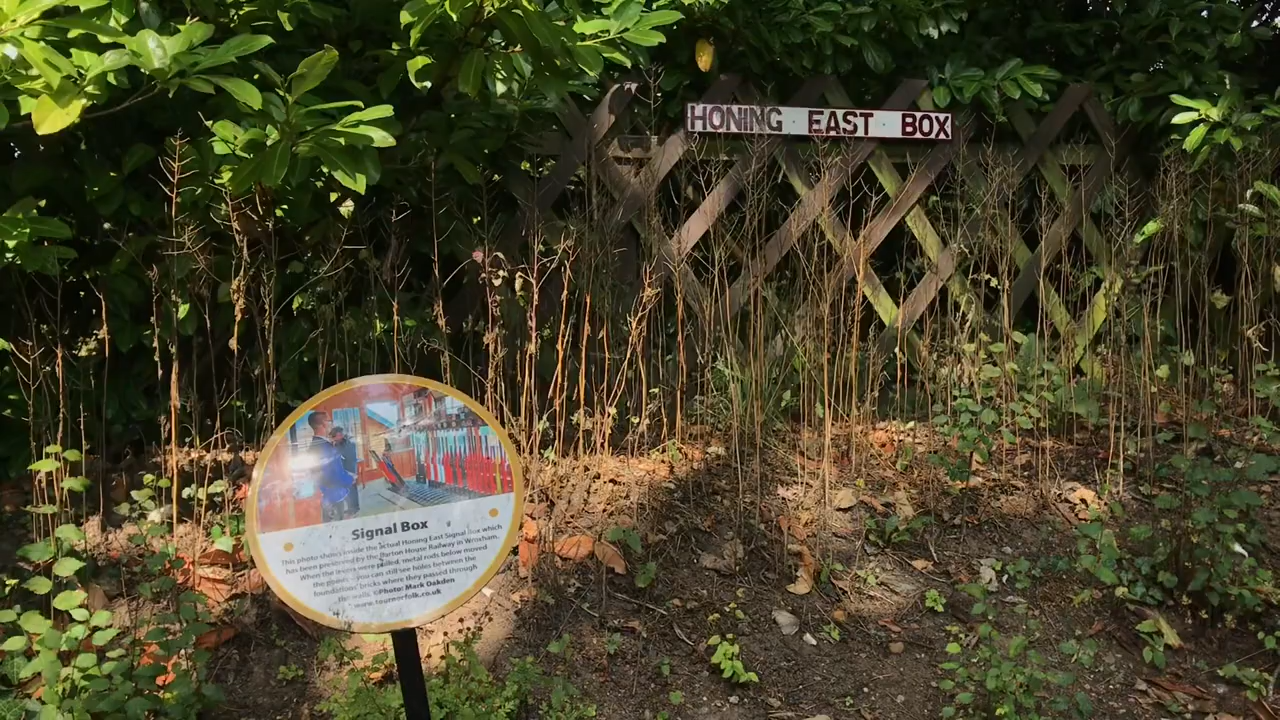 HONING EAST BOX
Signal Box
This photo shows inside the actual Honing East Signal Box which
has been preserved by the Barton House Railway in Wroxham.
When the levers were pulled, metal rods below moved
the points - you can still see holes between the
foundations' bricks where they passed through
the walls. ©Photo: Mark Oakden
www.tournorfolk.co.uk